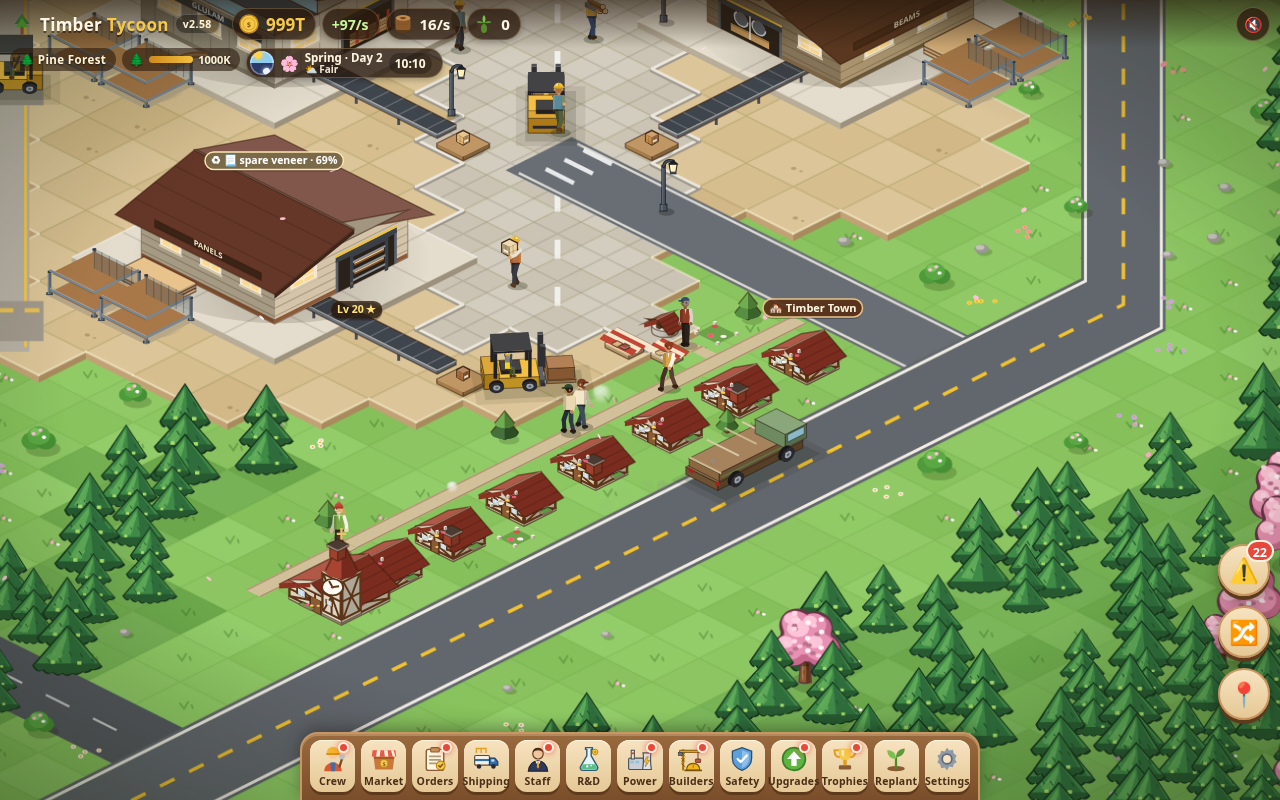 Timber Tycoon v2.58
999T
+97/s
16/s
0
Pine Forest
1000K
Spring · Day 2
Fair
10:10
GLULAM
BEAMS
spare veneer · 69%
PANELS
Lv 20 ★
Timber Town
22
Crew
Market
Orders
Shipping
Staff
R&D
Power
Builders
Safety
Upgrades
Trophies
Replant
Settings